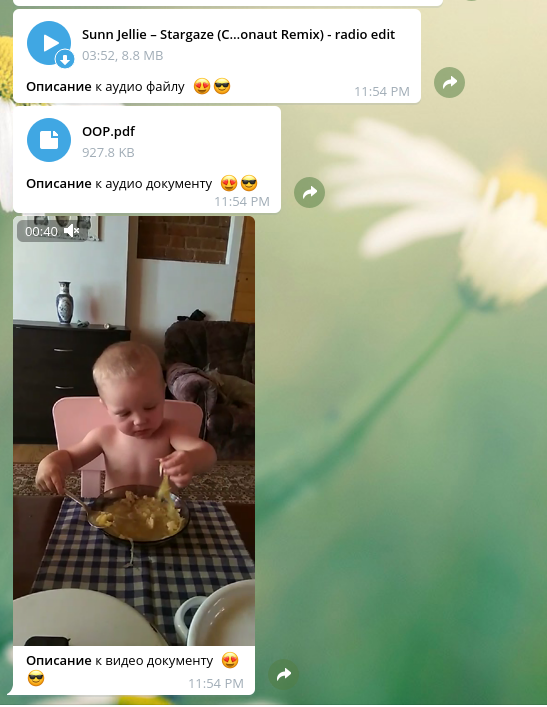 Sunn Jellie – Stargaze (C...onaut Remix) - radio edit
03:52, 8.8 MB
Описание к аудио файлу 😍😎
11:54 PM
OOP.pdf
927.8 KB
Описание к аудио документу 😍😎
11:54 PM
00:40
Описание к видео документу 😍
😎
11:54 PM